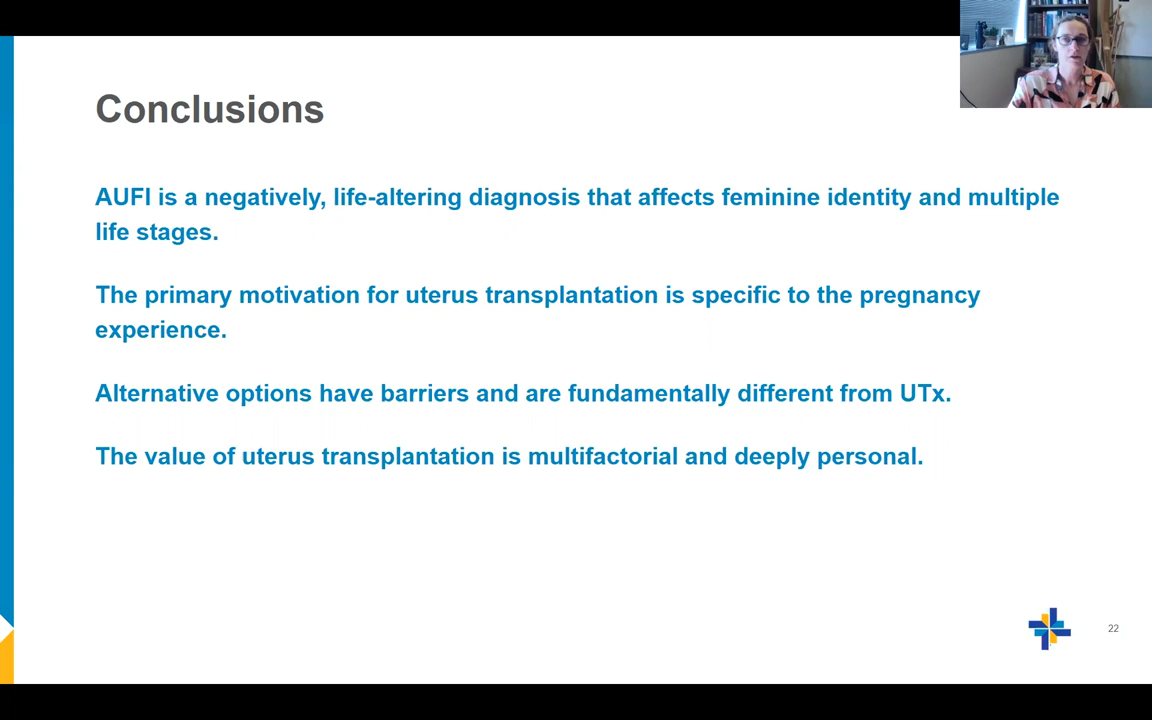 Conclusions
AUFI is a negatively, life-altering diagnosis that affects feminine identity and multiple
life stages.
The primary motivation for uterus transplantation is specific to the pregnancy
experience.
Alternative options have barriers and are fundamentally different from UTx.
The value of uterus transplantation is multifactorial and deeply personal.
22